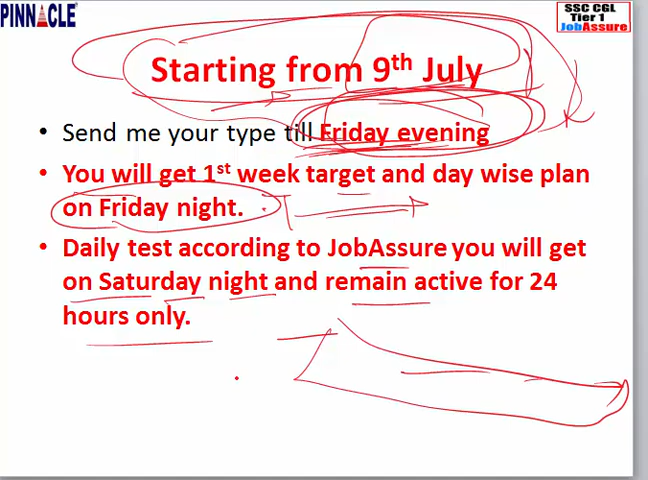 PINNACLE
SSC CGL
Tier 1
JobAssure
Starting from 9th July
• Send me your type till Friday evening
• You will get 1st week target and day wise plan
on Friday night.
• Daily test according to JobAssure you will get
on Saturday night and remain active for 24
hours only.